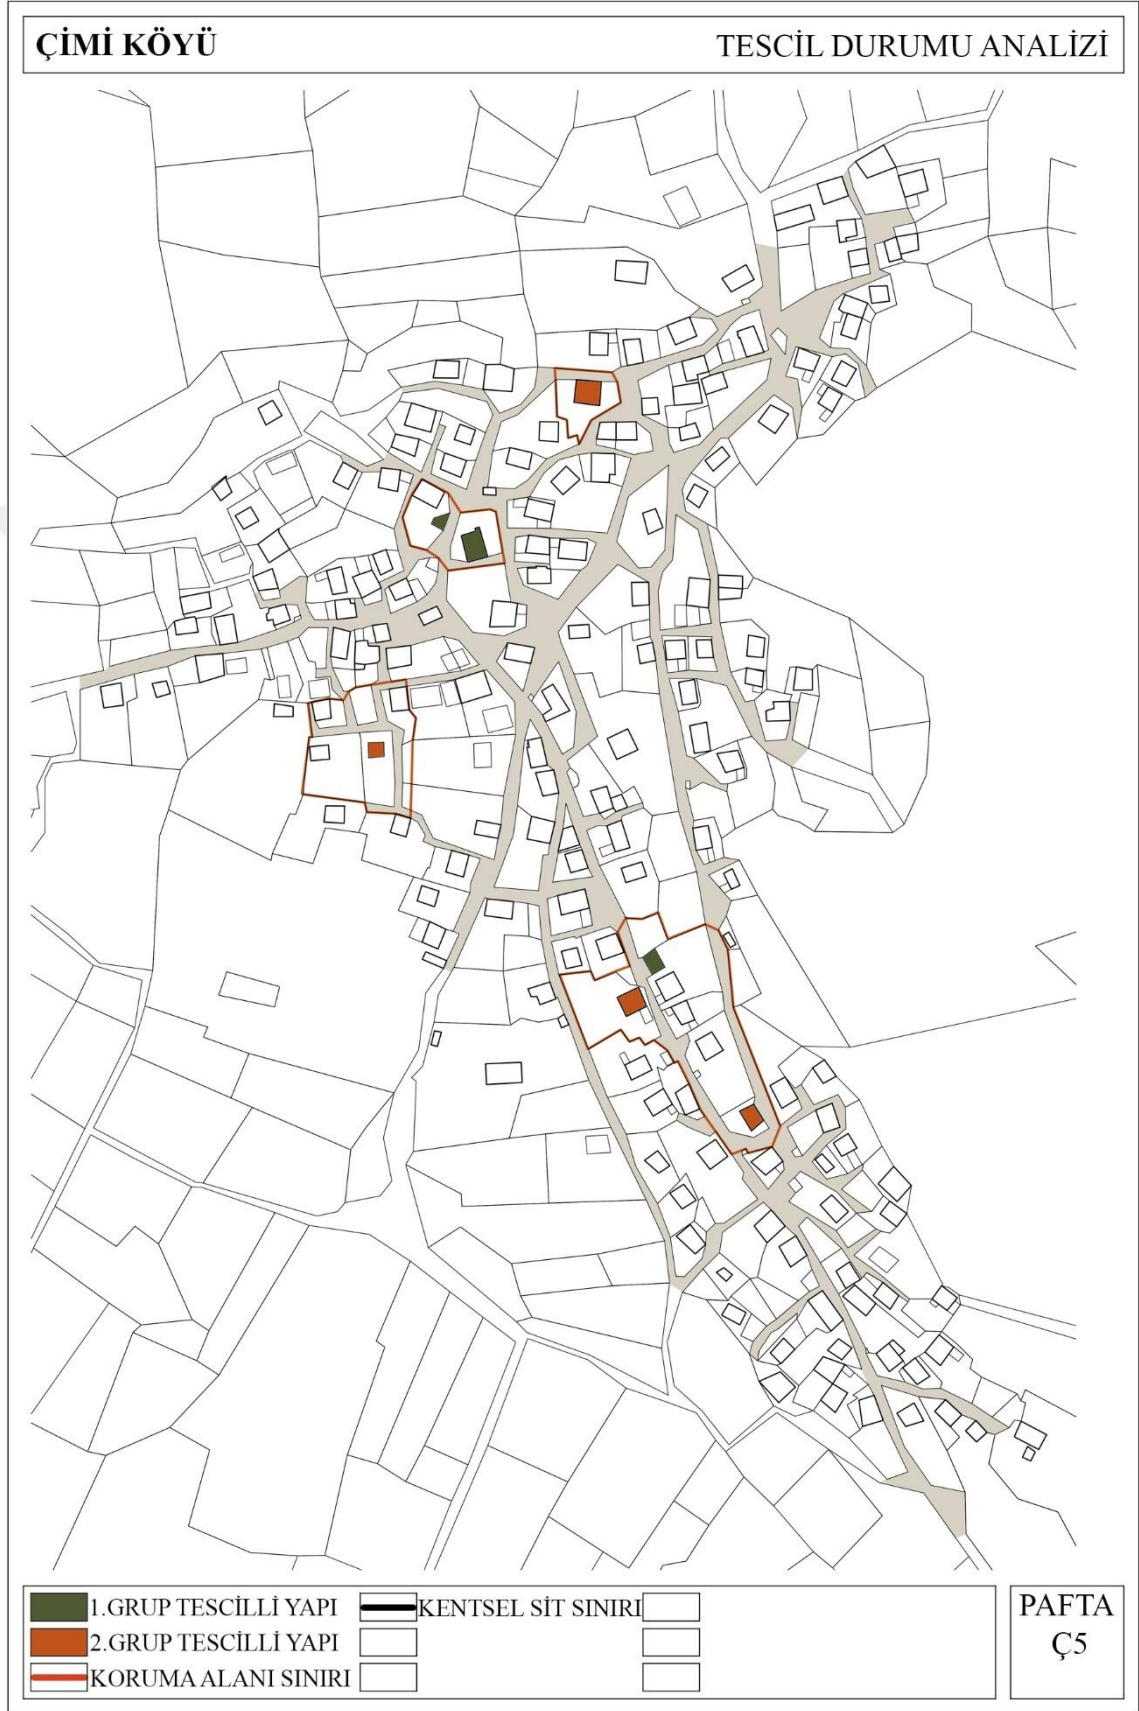 ÇİMİ KÖYÜ
TESCİL DURUMU ANALİZİ
1.GRUP TESCİLLİ YAPI
2.GRUP TESCİLLİ YAPI
KORUMA ALANI SINIRI
KENTSEL SİT SINIRI
PAFTA
Ç5